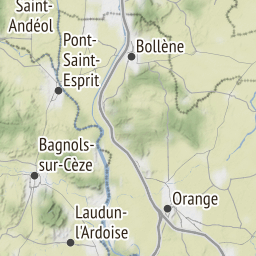 Saint-
Andéol
Pont-
Saint-
Esprit
Bollène
Bagnols-
sur-Cèze
Orange
Laudun-
l'Ardoise